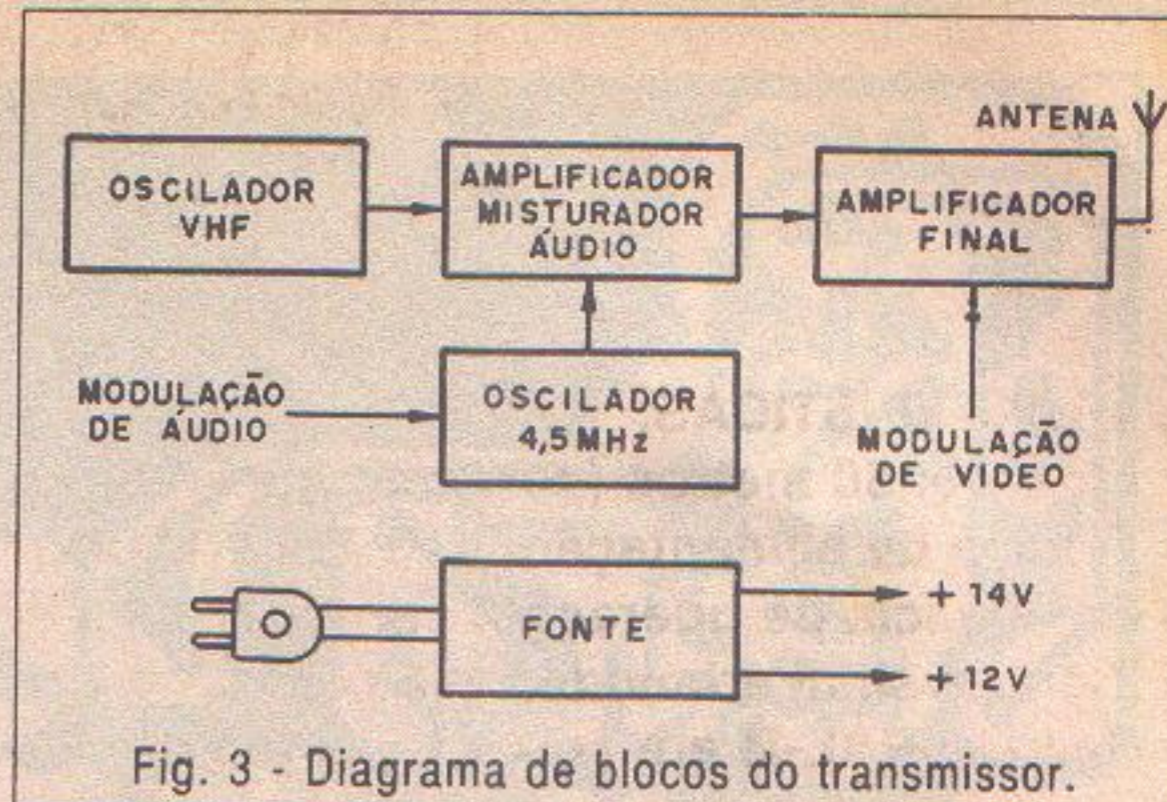 ANTENA
OSCILADOR
VHF
AMPLIFICADOR
MISTURADOR
ÁUDIO
AMPLIFICADOR
FINAL
MODULAÇÃO
DE ÁUDIO
OSCILADOR
4,5 MHz
MODULAÇÃO
DE VIDEO
FONTE
+ 14V
+ 12V
Fig. 3 - Diagrama de blocos do transmissor.